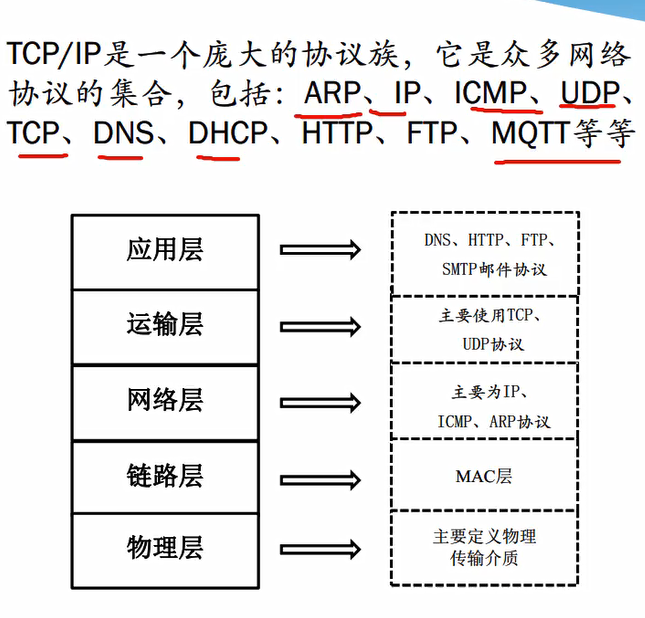 TCP/IP是一个庞大的协议族，它是众多网络
协议的集合，包括：ARP、IP、ICMP、UDP、
TCP、DNS、DHCP、HTTP、FTP、MQTT等等
应用层
DNS、HTTP、FTP、
SMTP邮件协议
运输层
主要使用TCP、
UDP协议
网络层
主要为IP、
ICMP、ARP协议
链路层
MAC层
物理层
主要定义物理
传输介质